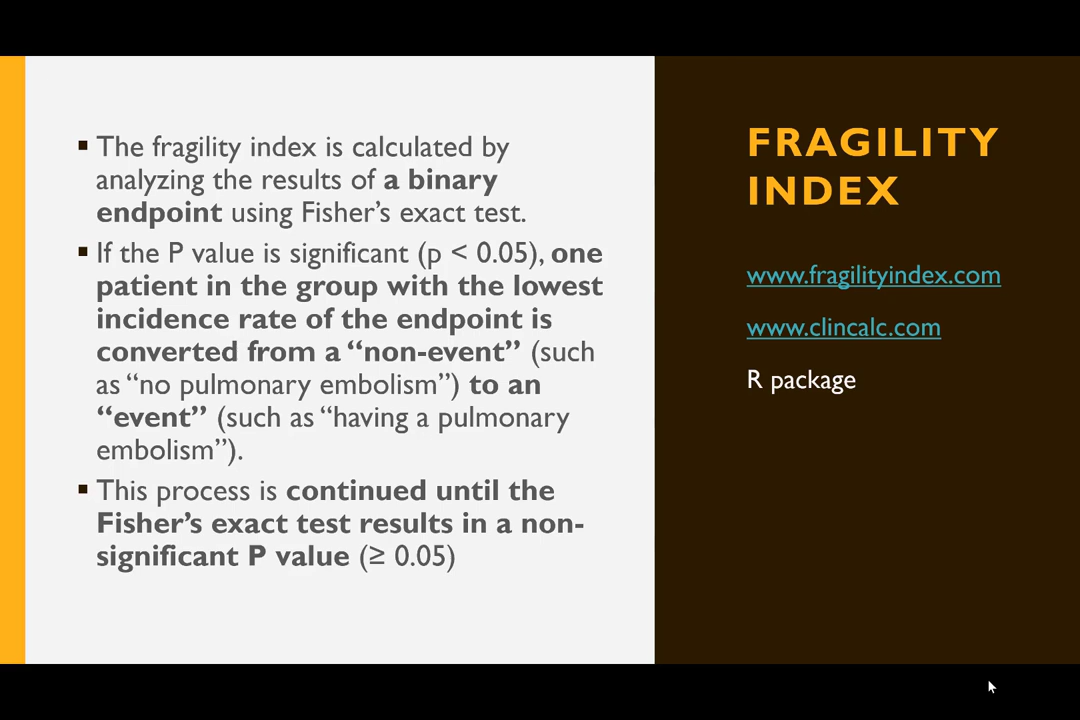 ▪ The fragility index is calculated by
analyzing the results of a binary
endpoint using Fisher’s exact test.
▪ If the P value is significant (p < 0.05), one
patient in the group with the lowest
incidence rate of the endpoint is
converted from a “non-event” (such
as “no pulmonary embolism”) to an
“event” (such as “having a pulmonary
embolism”).
▪ This process is continued until the
Fisher’s exact test results in a non-
significant P value (≥ 0.05)
FRAGILITY
INDEX
www.fragilityindex.com
www.clincalc.com
R package